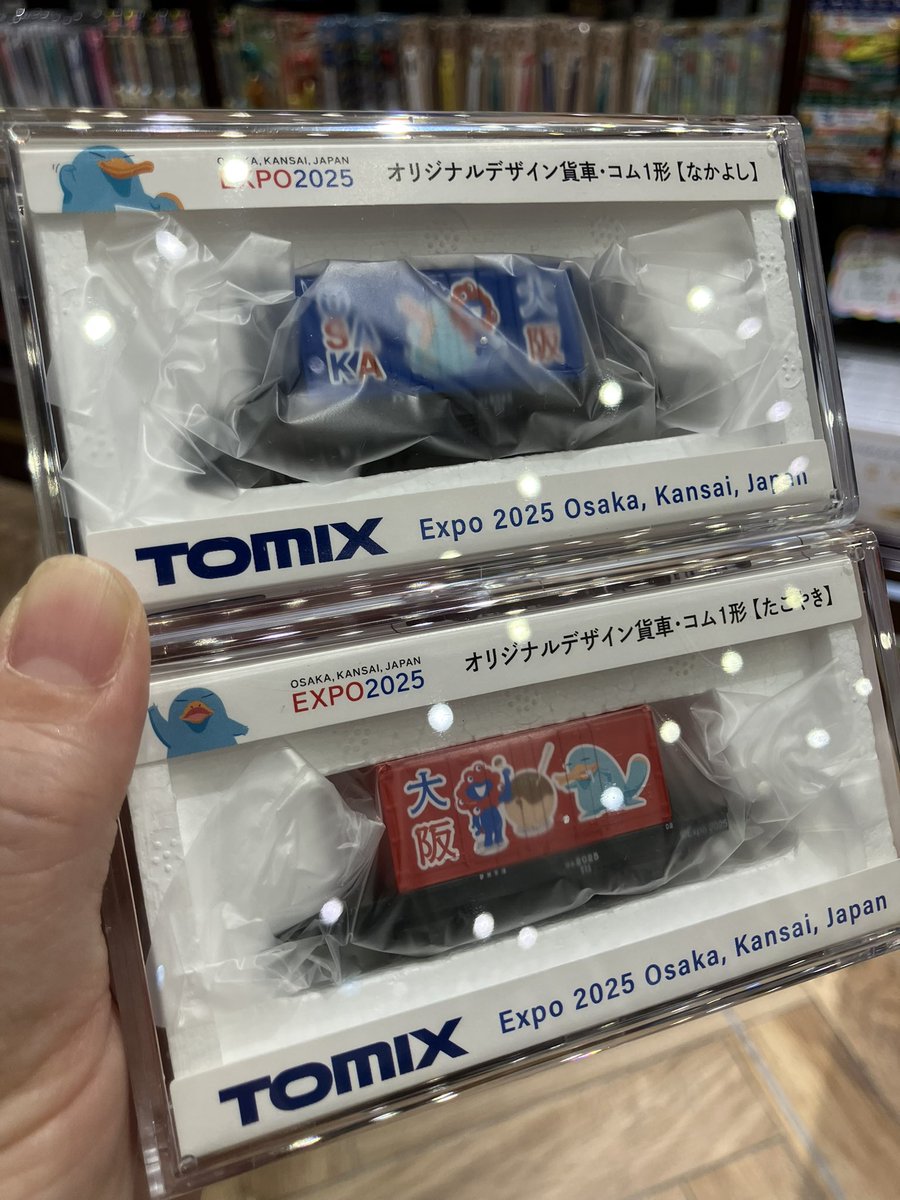 OSAKA, KANSAI, JAPAN
EXPO2025
オリジナルデザイン貨車・コム1形【なかよし】
SA
KA
大
阪
TOMIX
Expo 2025 Osaka, Kansai, Japan
OSAKA, KANSAI, JAPAN
EXPO2025
オリジナルデザイン貨車・コム1形【たこやき】
大
阪
TOMIX
Expo 2025 Osaka, Kansai, Japan